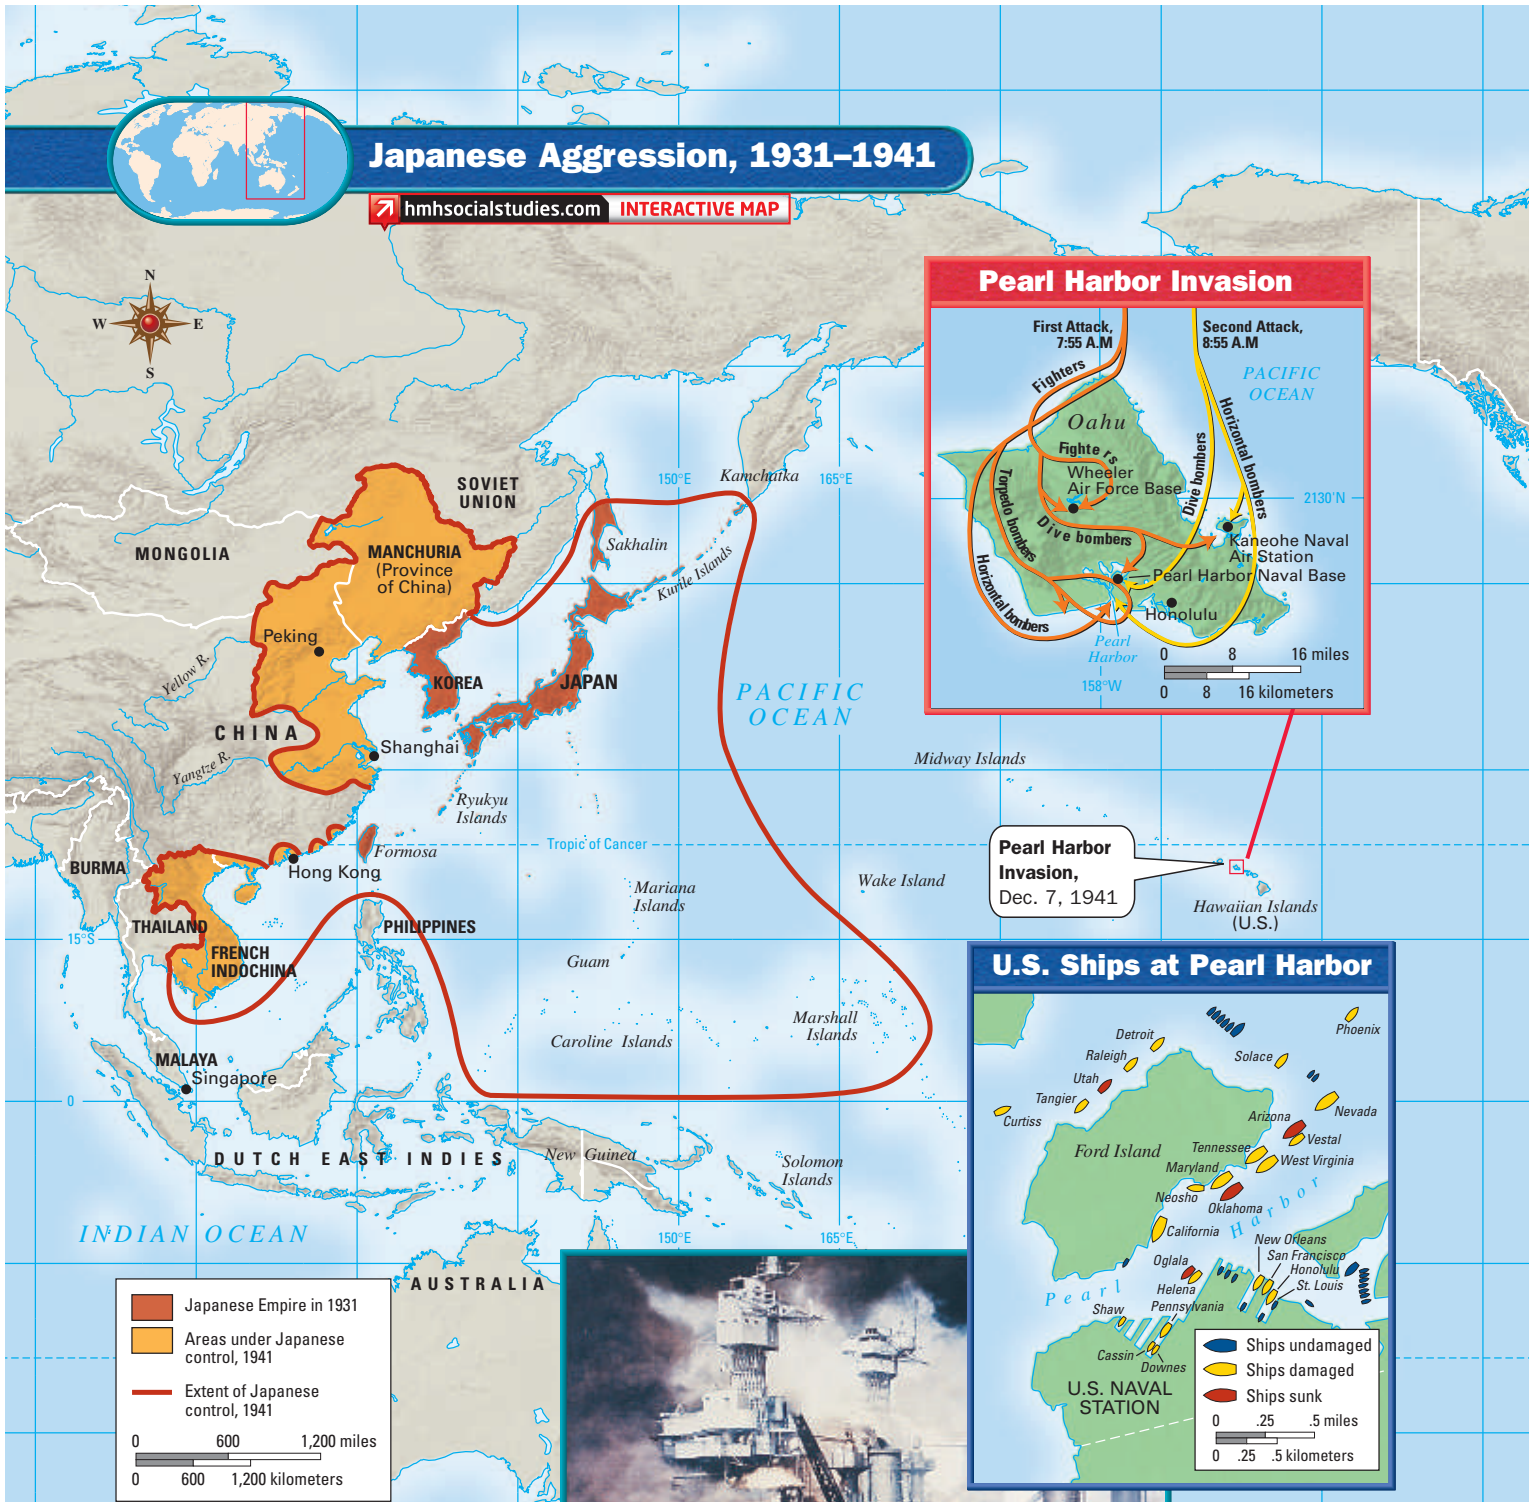 Japanese Aggression, 1931–1941
hmhsocialstudies.com INTERACTIVE MAP
N
W
E
S
SOVIET
UNION
MONGOLIA
MANCHURIA
(Province
of China)
Peking
Yellow R.
CHINA
Yangtze R.
Shanghai
KOREA
JAPAN
Sakhalin
Kamchatka
Kurile Islands
150°E
165°E
PACIFIC
OCEAN
Ryukyu
Islands
Formosa
Tropic of Cancer
Hong Kong
BURMA
THAILAND
FRENCH
INDOCHINA
PHILIPPINES
15°S
Mariana
Islands
Guam
Wake Island
Midway Islands
Marshall
Islands
Caroline Islands
MALAYA
Singapore
0
DUTCH EAST INDIES
New Guinea
Solomon
Islands
INDIAN OCEAN
150°E
165°E
AUSTRALIA
Pearl Harbor
Invasion,
Dec. 7, 1941
Hawaiian Islands
(U.S.)
Pearl Harbor Invasion
First Attack,
7:55 A.M
Second Attack,
8:55 A.M
PACIFIC
OCEAN
Fighters
Oahu
Fighters
Wheeler
Air Force Base
Torpedo bombers
Dive bombers
Horizontal bombers
Dive bombers
Horizontal bombers
2130'N
Kaneohe Naval
Air Station
Pearl Harbor Naval Base
Honolulu
Pearl
Harbor
158°W
0 8 16 miles
0 8 16 kilometers
U.S. Ships at Pearl Harbor
Phoenix
Detroit
Raleigh
Solace
Utah
Tangier
Curtiss
Nevada
Arizona
Vestal
Ford Island
Tennessee
West Virginia
Maryland
Neosho
Oklahoma
California
Pearl Harbor
New Orleans
San Francisco
Honolulu
St. Louis
Oglala
Helena
Pennsylvania
Shaw
Cassin
Downes
U.S. NAVAL
STATION
Ships undamaged
Ships damaged
Ships sunk
0 .25 .5 miles
0 .25 .5 kilometers
Japanese Empire in 1931
Areas under Japanese
control, 1941
Extent of Japanese
control, 1941
0 600 1,200 miles
0 600 1,200 kilometers